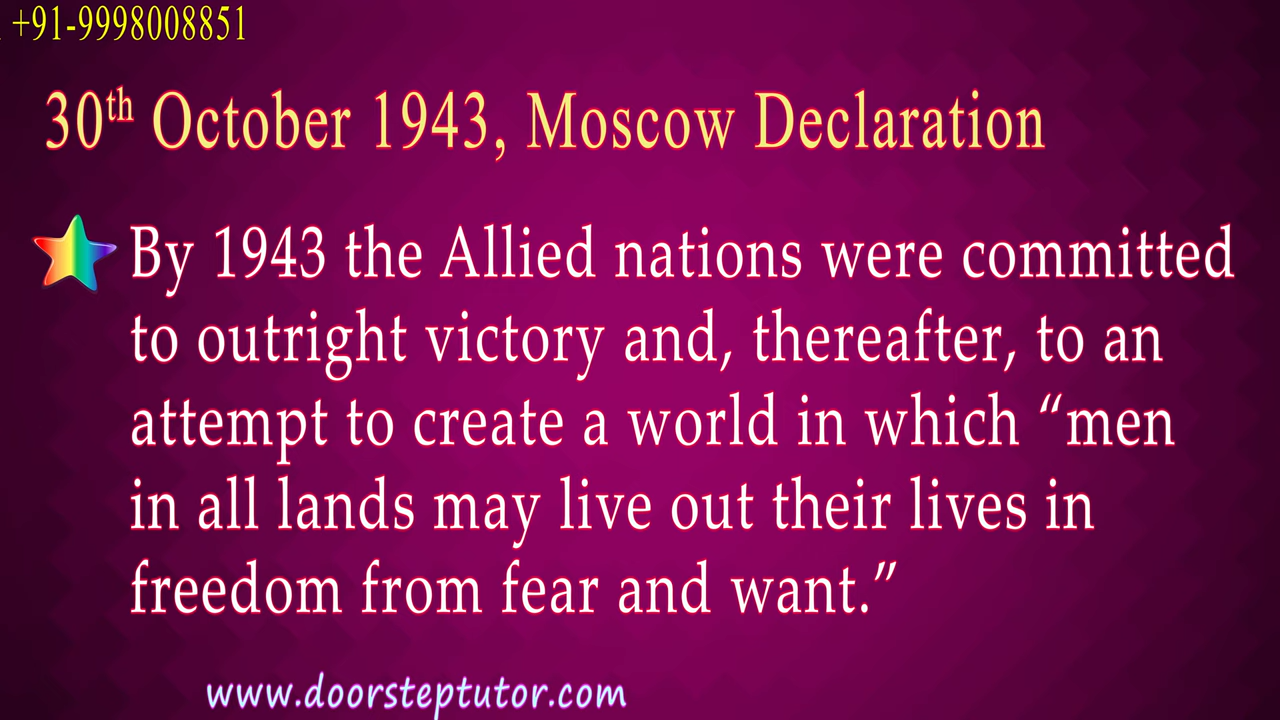 +91-9998008851
30th October 1943, Moscow Declaration
By 1943 the Allied nations were committed
to outright victory and, thereafter, to an
attempt to create a world in which “men
in all lands may live out their lives in
freedom from fear and want.”
www.doorsteptutor.com